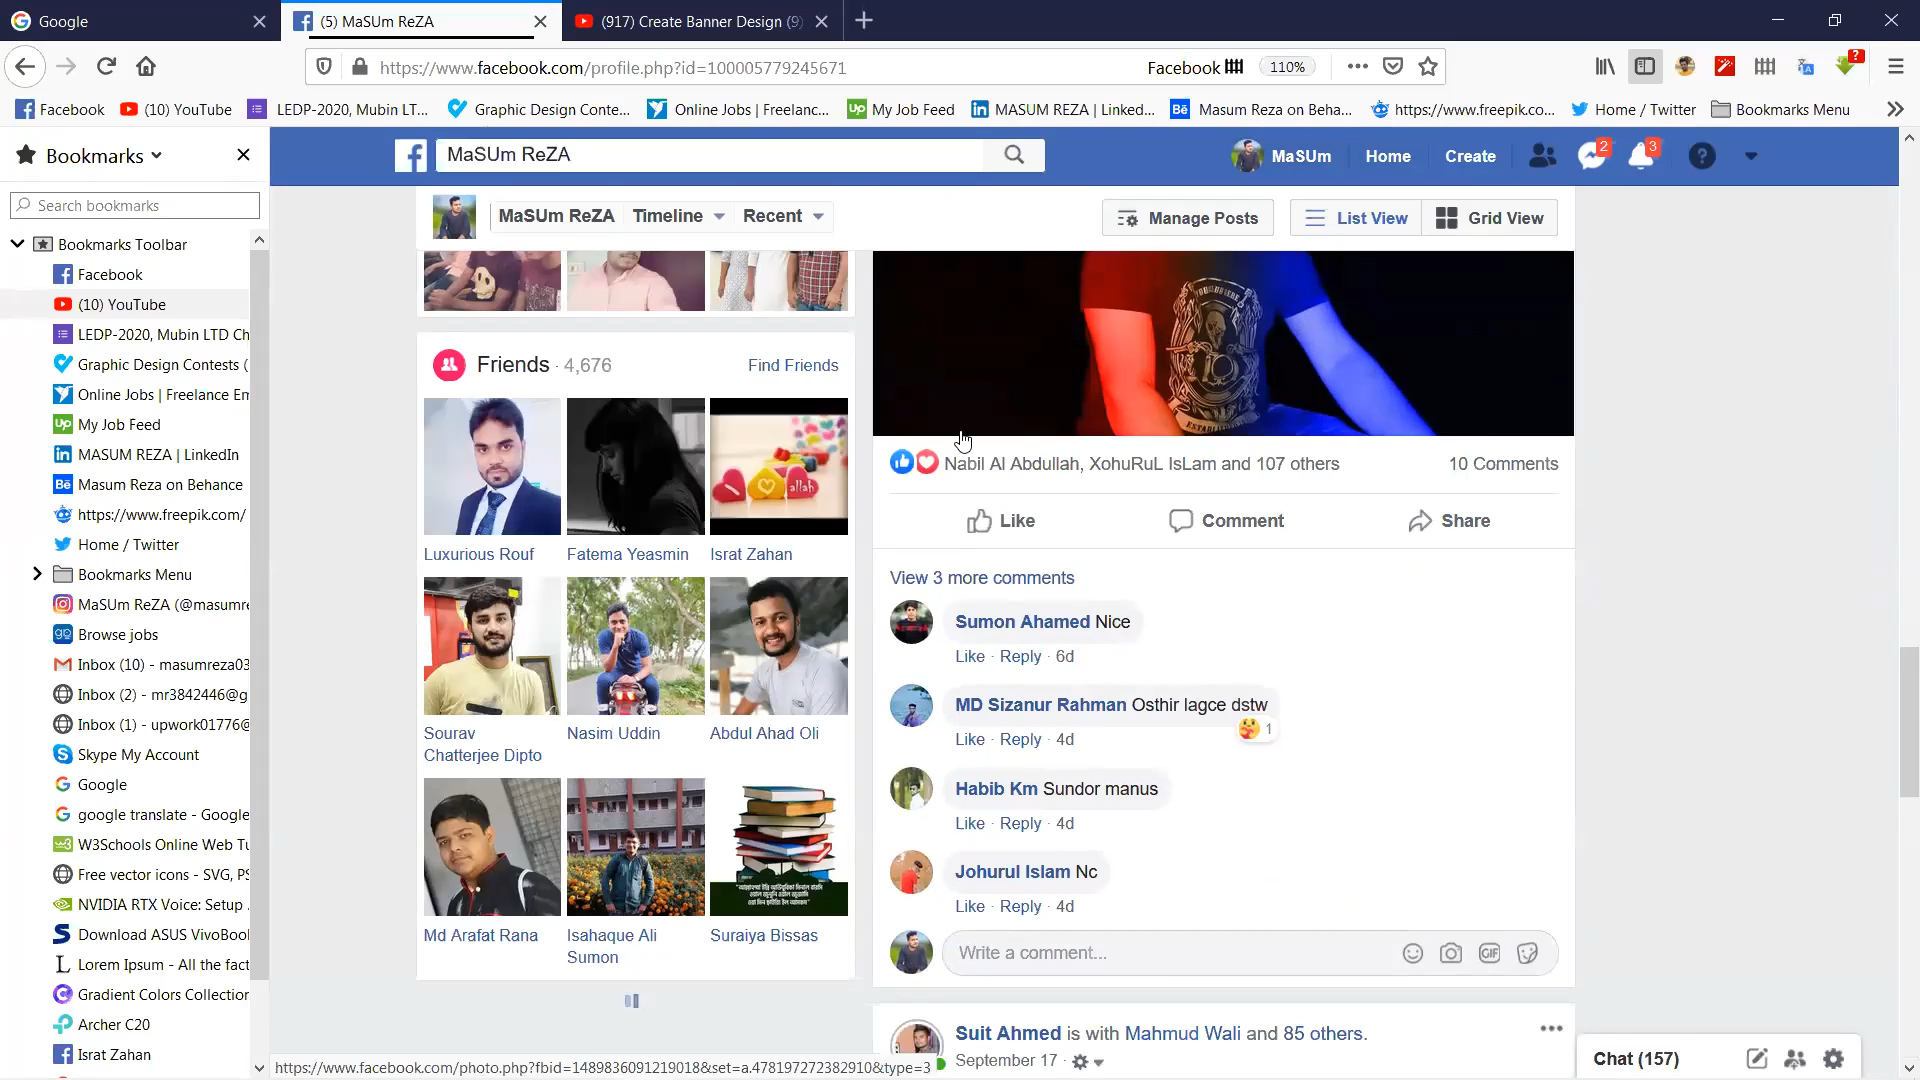 Google
(5) MaSUm ReZA
(917) Create Banner Design (9)
https://www.facebook.com/profile.php?id=100005779245671
Facebook
110%
?
Facebook
(10) YouTube
LEDP-2020, Mubin LT...
Graphic Design Conte...
Online Jobs | Freelanc...
My Job Feed
MASUM REZA | Linked...
Masum Reza on Beha...
https://www.freepik.co...
Home / Twitter
Bookmarks Menu
Bookmarks
Search bookmarks
Bookmarks Toolbar
Facebook
(10) YouTube
LEDP-2020, Mubin LTD Ch
Graphic Design Contests (
Online Jobs | Freelance Em
My Job Feed
MASUM REZA | LinkedIn
Masum Reza on Behance
https://www.freepik.com/
Home / Twitter
Bookmarks Menu
MaSUm ReZA (@masumre
Browse jobs
Inbox (10) - masumreza03
Inbox (2) - mr3842446@g
Inbox (1) - upwork01776@
Skype My Account
Google
google translate - Google
W3Schools Online Web Tu
Free vector icons - SVG, PS
NVIDIA RTX Voice: Setup
Download ASUS VivoBool
Lorem Ipsum - All the fact
Gradient Colors Collection
Archer C20
Israt Zahan
MaSUm ReZA
MaSUm
Home
Create
2
3
MaSUm ReZA
Timeline
Recent
Manage Posts
List View
Grid View
Friends · 4,676
Find Friends
allah
Luxurious Rouf
Fatema Yeasmin
Israt Zahan
Sourav
Chatterjee Dipto
Nasim Uddin
Abdul Ahad Oli
Md Arafat Rana
Isahaque Ali
Sumon
Suraiya Bissas
Nabil Al Abdullah, XohuRuL IsLam and 107 others
10 Comments
Like
Comment
Share
View 3 more comments
Sumon Ahamed Nice
Like · Reply · 6d
MD Sizanur Rahman Osthir lagce dstw
1
Like · Reply · 4d
Habib Km Sundor manus
Like · Reply · 4d
Johurul Islam Nc
Like · Reply · 4d
Write a comment...
GIF
Suit Ahmed is with Mahmud Wali and 85 others.
September 17 ·
Chat (157)
https://www.facebook.com/photo.php?fbid=1489836091219018&set=a.478197272382910&type=3